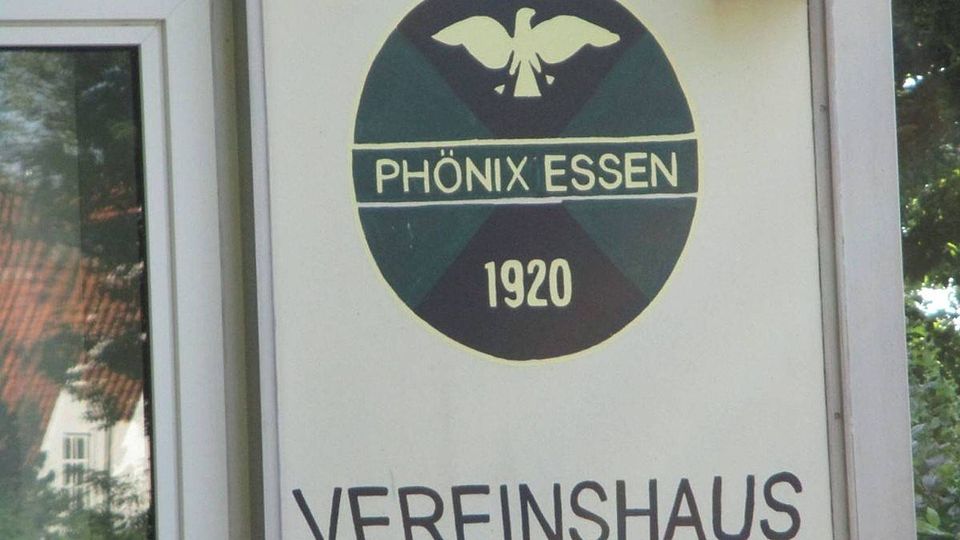 PHÖNIX ESSEN
1920
VEREINSHAUS